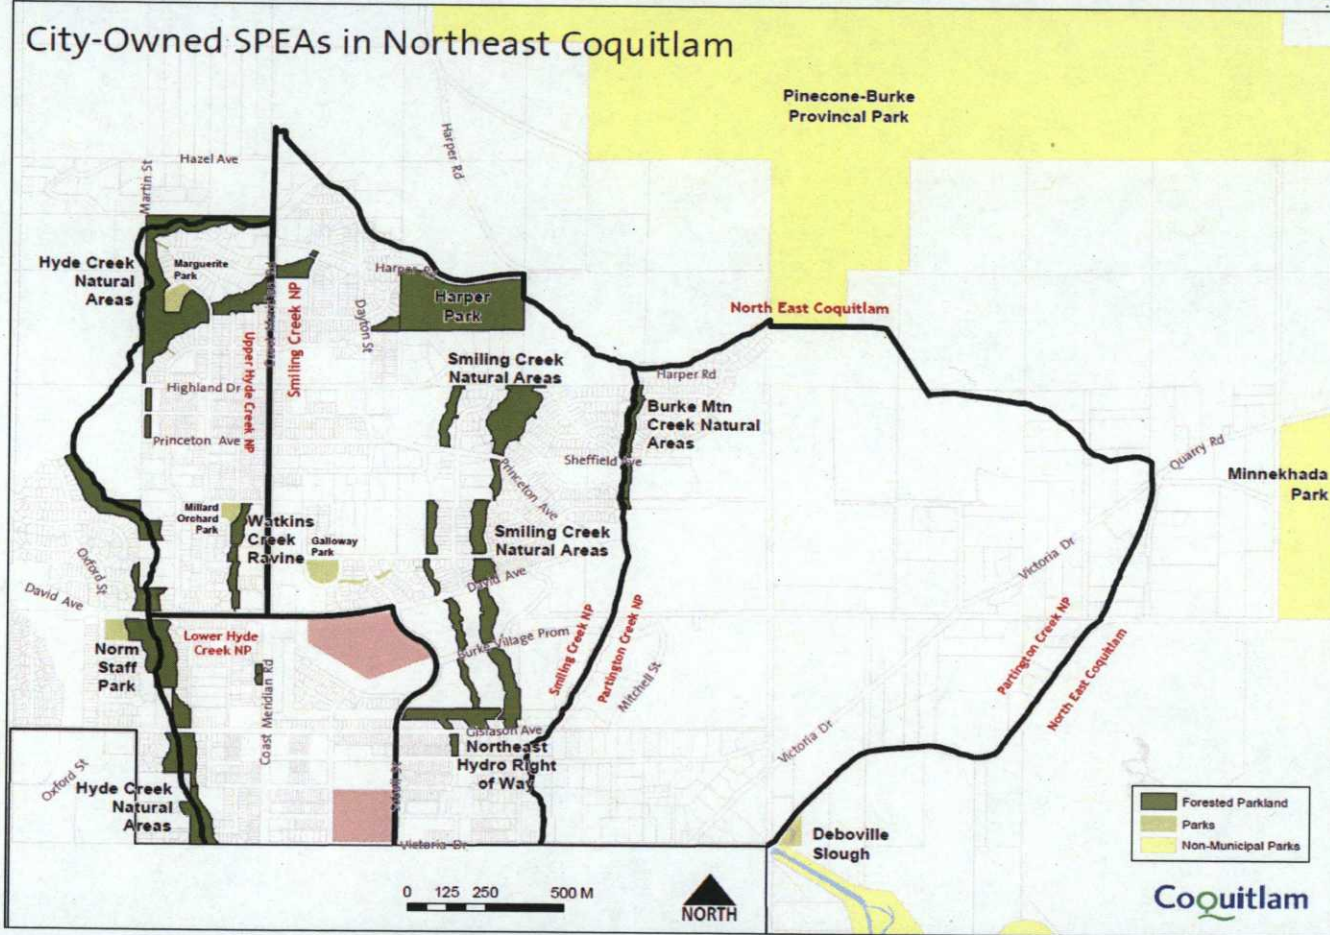 City-Owned SPEAs in Northeast Coquitlam
Pinecone-Burke
Provincal Park
Harper Rd
Hazel Ave
Martin St
Hyde Creek
Natural
Areas
Marguerite
Park
Harper
Park
Dayton St
Smiling Creek NP
Upper Hyde Creek NP
North East Coquitlam
Smiling Creek
Natural Areas
Harper Rd
Highland Dr
Burke Mtn
Creek Natural
Areas
Princeton Ave
Sheffield Ave
Princeton Ave
Quarry Rd
Minnekhada
Park
Millard
Orchard
Park
Watkins
Creek
Ravine
Galloway
Park
Smiling Creek
Natural Areas
Oxford St
David Ave
David Ave
Victoria Dr
Lower Hyde
Creek NP
Burke Village Prom
Smiling Creek NP
Partington Creek NP
Mitchell St
Partington Creek NP
North East Coquitlam
Norm
Staff
Park
Coast Meridian Rd
Gislason Ave
Northeast
Hydro Right
of Way
Victoria Dr
Oxford St
Hyde Creek
Natural
Areas
Victoria Dr
Deboville
Slough
Forested Parkland
Parks
Non-Municipal Parks
0 125 250 500 M
NORTH
Coquitlam